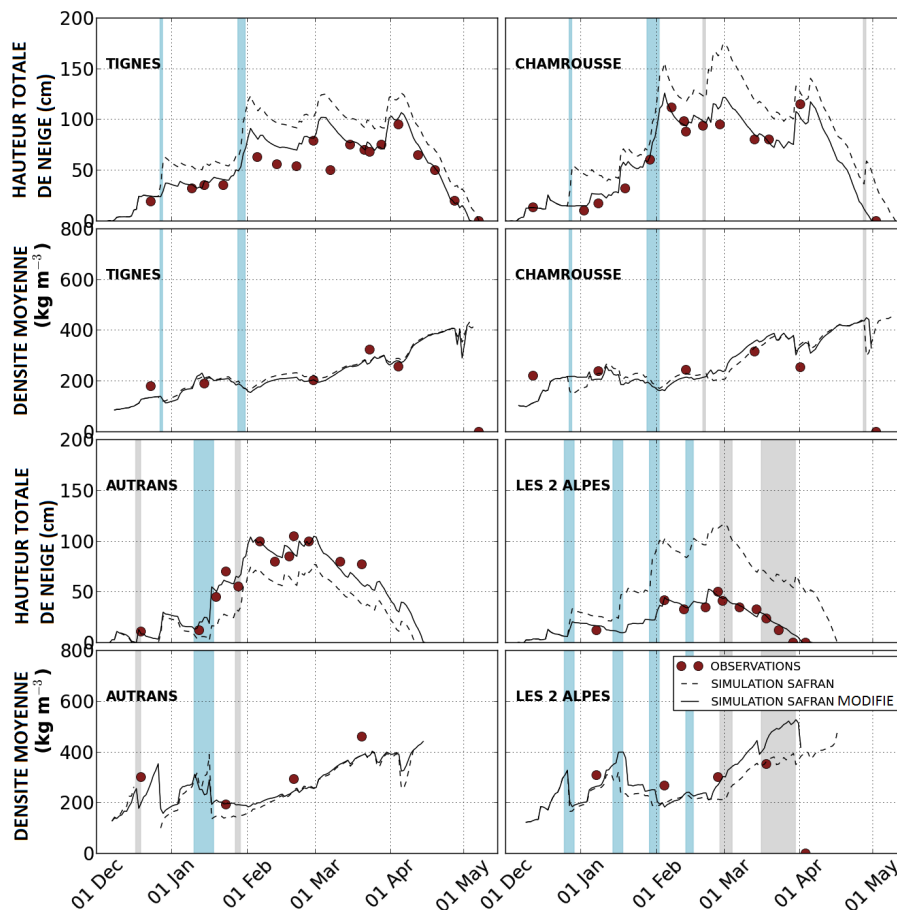 HAUTEUR TOTALE
DE NEIGE (cm)
200
150
100
50
0
TIGNES
CHAMROUSSE
DENSITE MOYENNE
(kg m⁻³)
800
600
400
200
0
TIGNES
CHAMROUSSE
HAUTEUR TOTALE
DE NEIGE (cm)
200
150
100
50
0
AUTRANS
LES 2 ALPES
DENSITE MOYENNE
(kg m⁻³)
800
600
400
200
0
AUTRANS
LES 2 ALPES
OBSERVATIONS
SIMULATION SAFRAN
SIMULATION SAFRAN MODIFIE
01 Dec
01 Jan
01 Feb
01 Mar
01 Apr
01 May
01 Dec
01 Jan
01 Feb
01 Mar
01 Apr
01 May